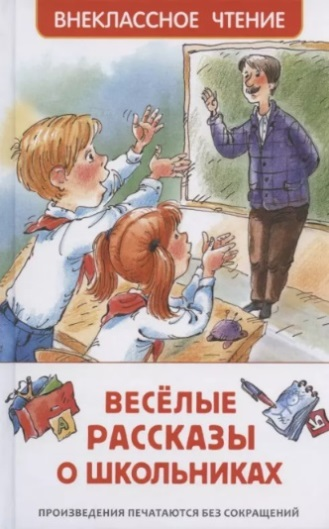 ВНЕКЛАССНОЕ ЧТЕНИЕ
ВЕСЁЛЫЕ
РАССКАЗЫ
О ШКОЛЬНИКАХ
А
ПРОИЗВЕДЕНИЯ ПЕЧАТАЮТСЯ БЕЗ СОКРАЩЕНИЙ